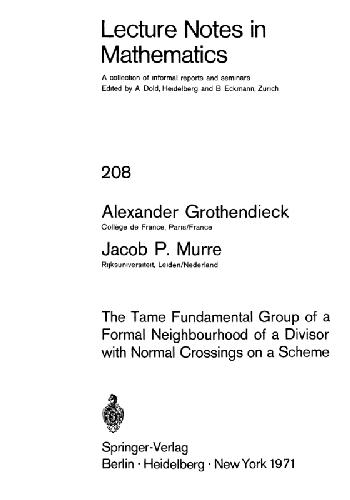 Lecture Notes in
Mathematics
A collection of informal reports and seminars
Edited by A. Dold, Heidelberg and B. Eckmann, Zurich
208
Alexander Grothendieck
Collège de France, Paris/France
Jacob P. Murre
Rijksuniversiteit, Leiden/Nederland
The Tame Fundamental Group of a
Formal Neighbourhood of a Divisor
with Normal Crossings on a Scheme
Springer-Verlag
Berlin · Heidelberg · New York 1971